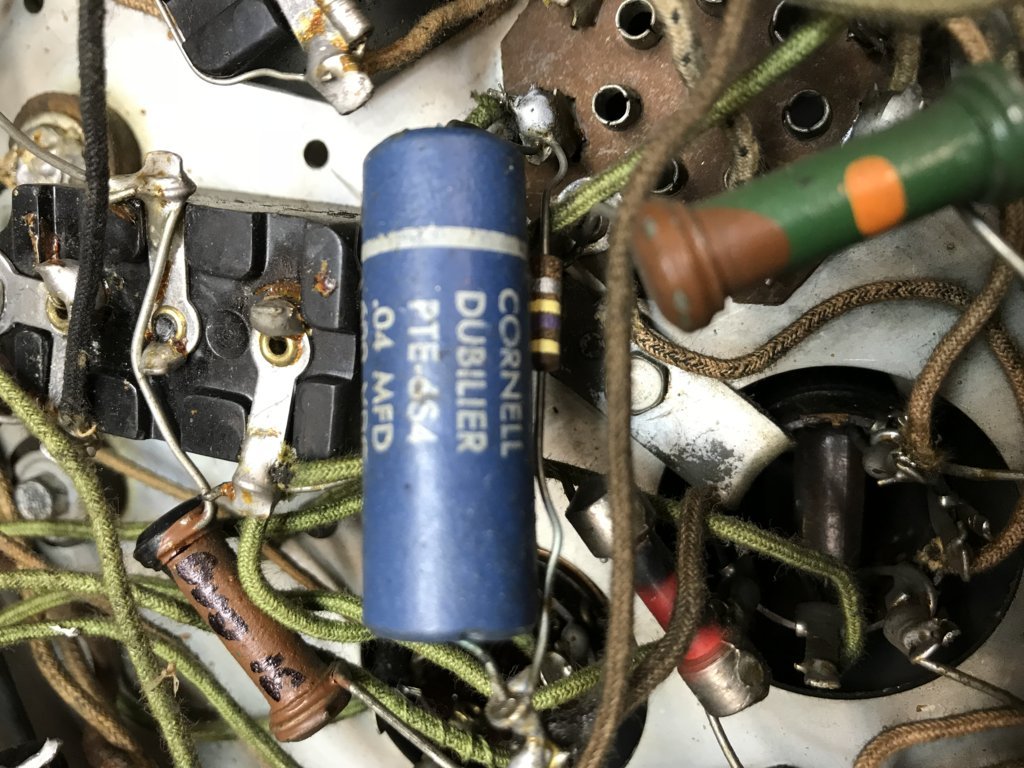 CORNELL
DUBILIER
PTE-6S4
.04 MFD